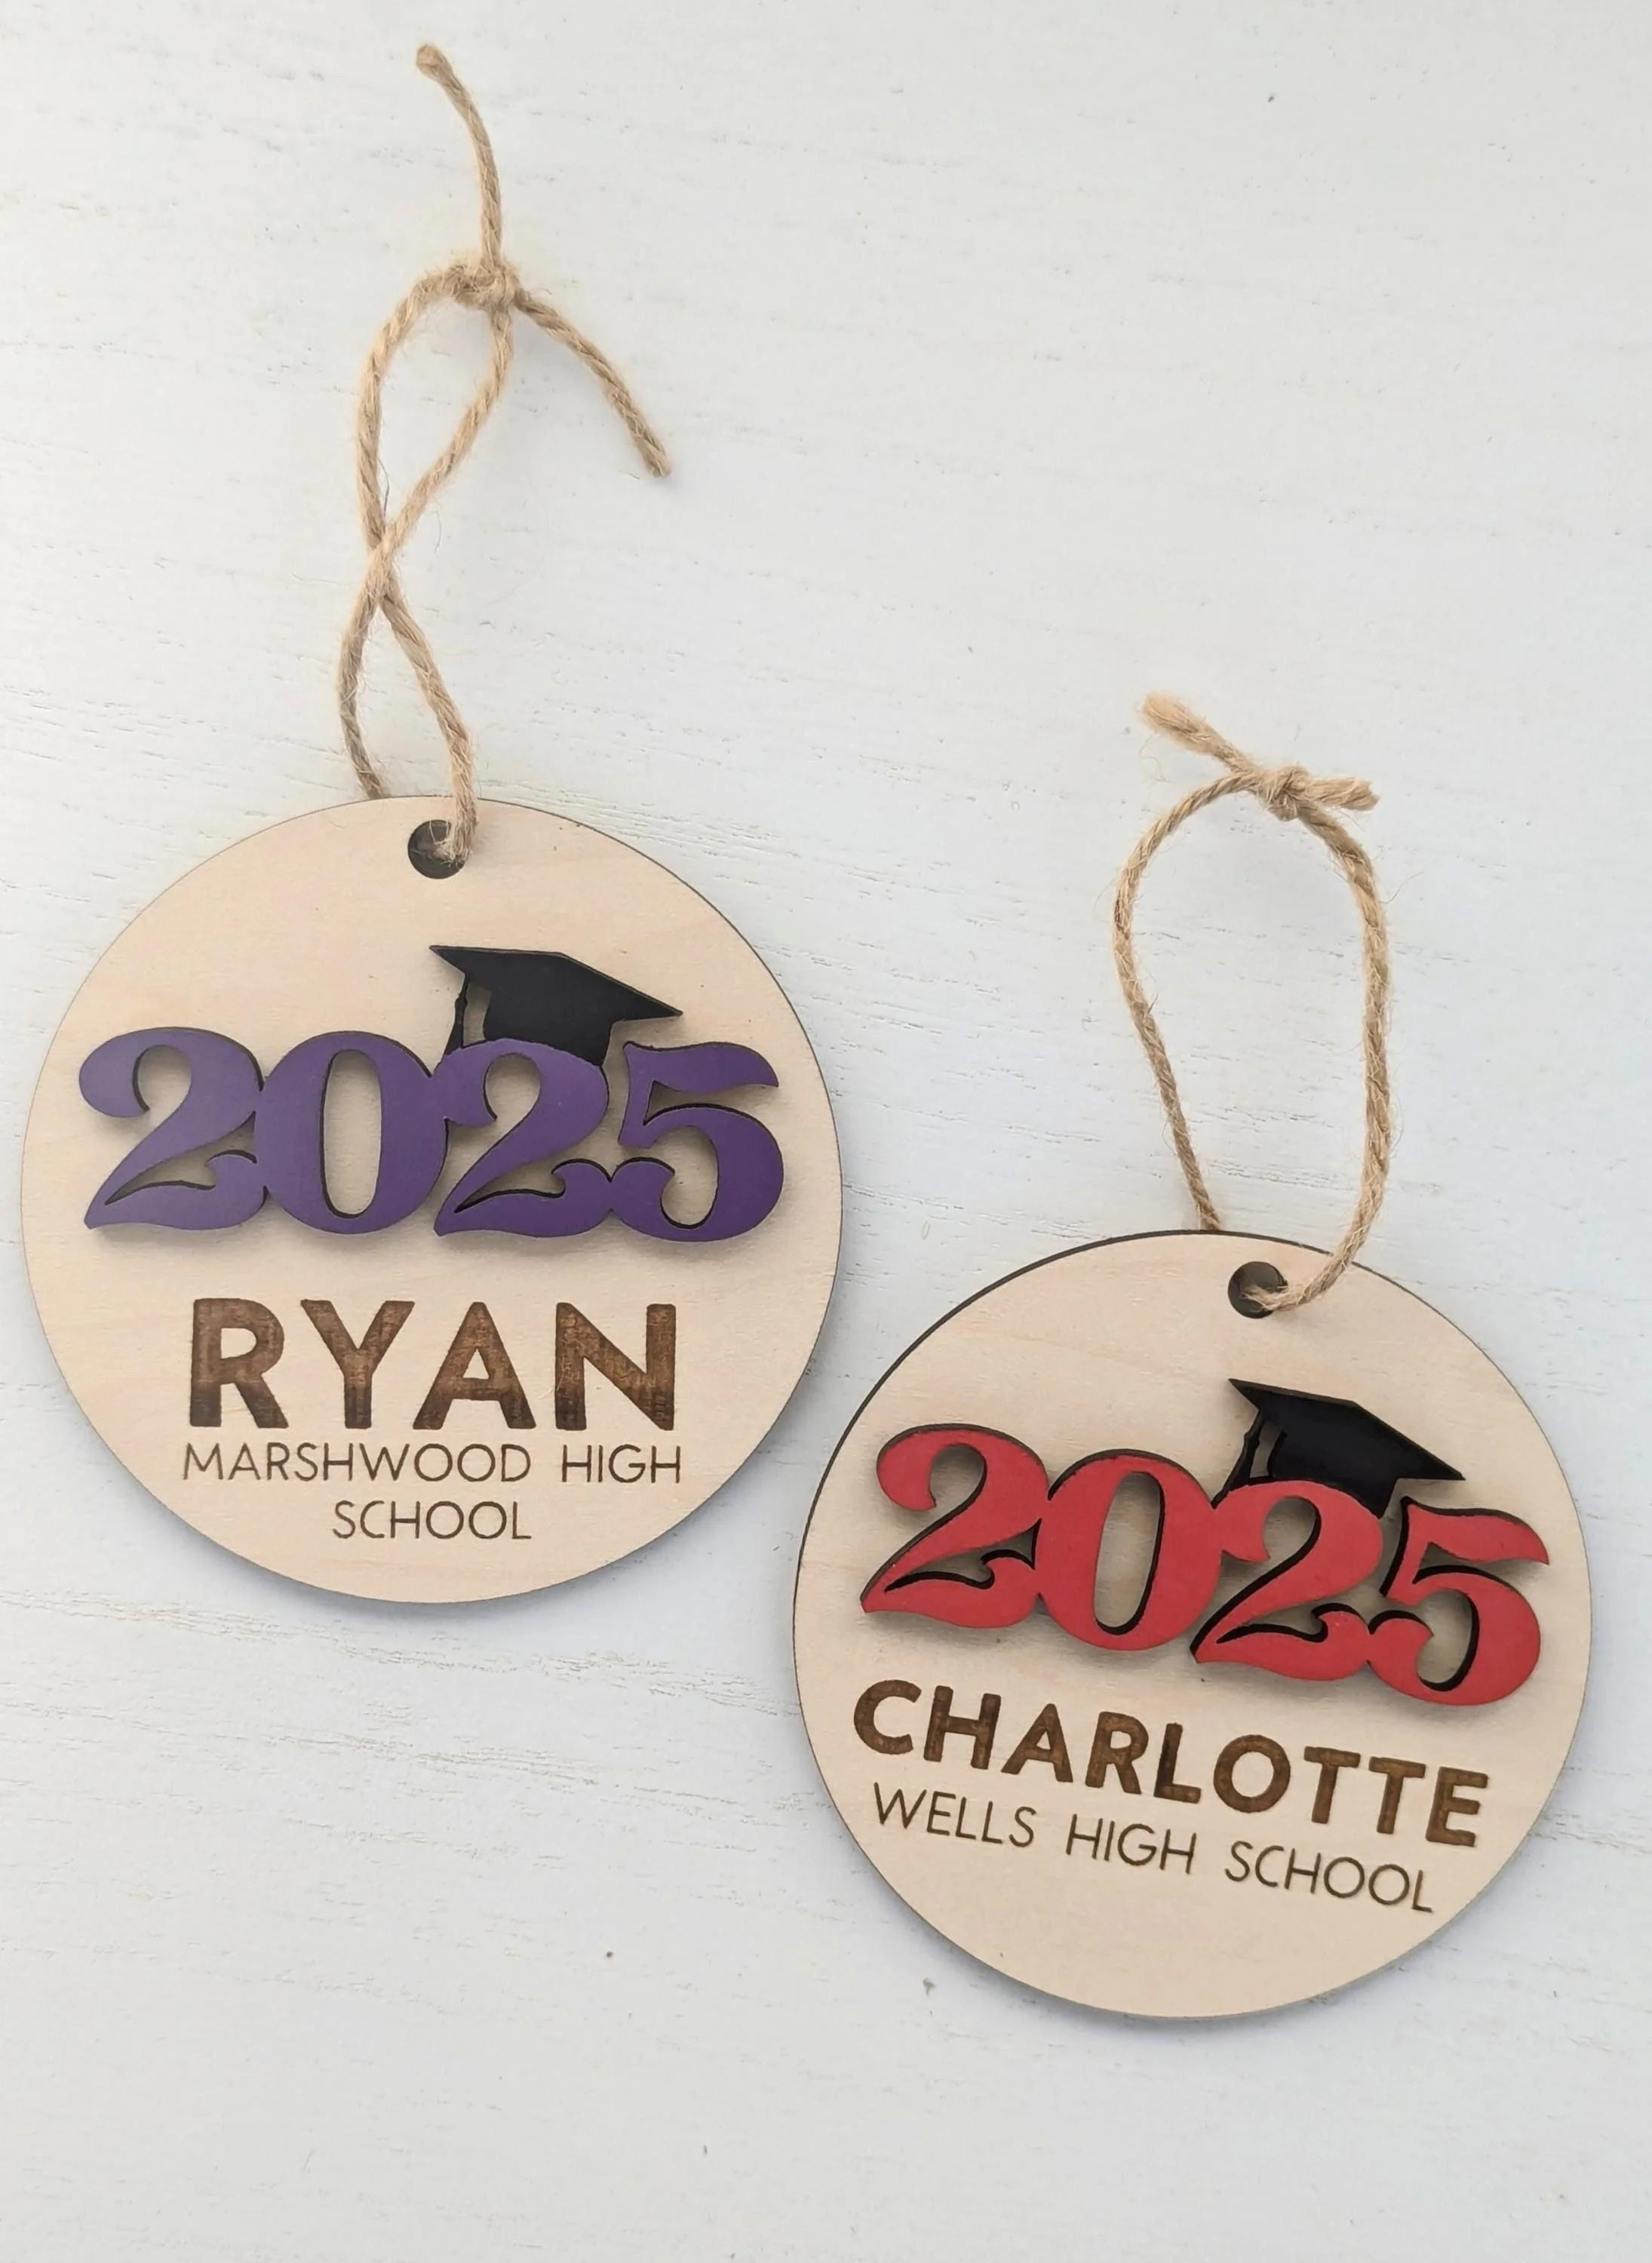 2025
RYAN
MARSHWOOD HIGH
SCHOOL
2025
CHARLOTTE
WELLS HIGH SCHOOL